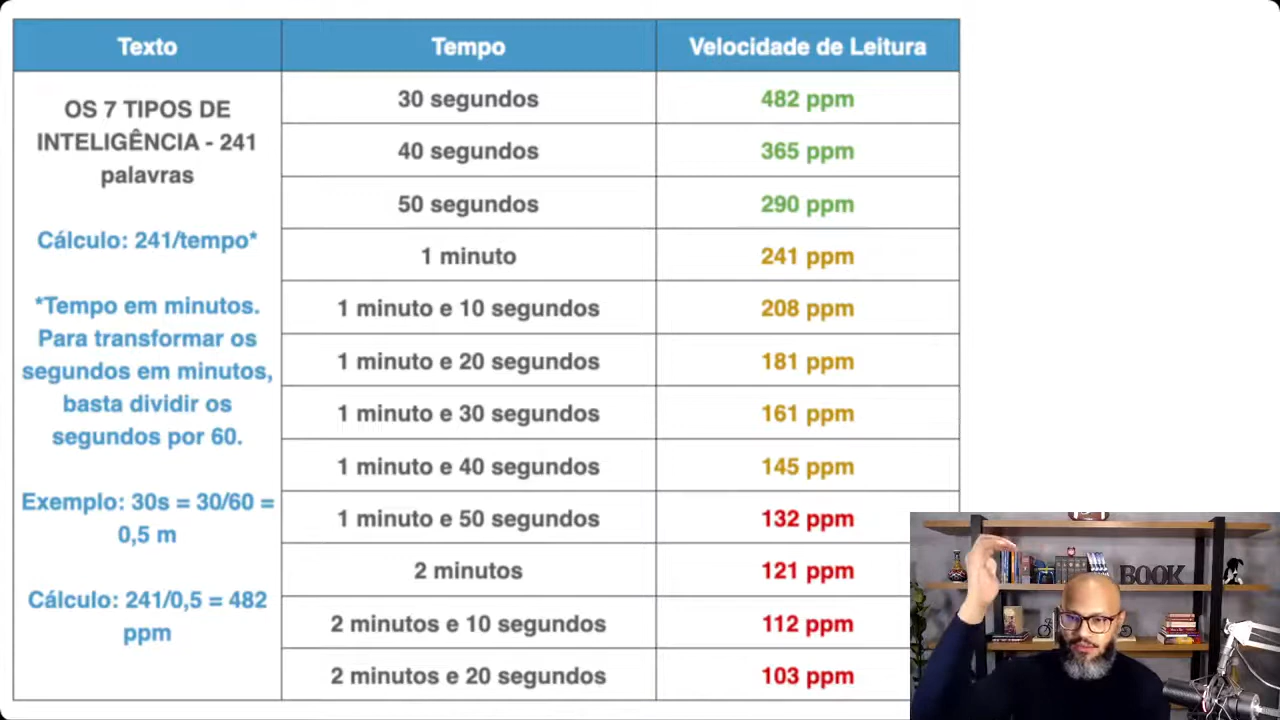 Texto
Tempo
Velocidade de Leitura
OS 7 TIPOS DE
INTELIGÊNCIA - 241
palavras
Cálculo: 241/tempo*
*Tempo em minutos.
Para transformar os
segundos em minutos,
basta dividir os
segundos por 60.
Exemplo: 30s = 30/60 =
0,5 m
Cálculo: 241/0,5 = 482
ppm
30 segundos
482 ppm
40 segundos
365 ppm
50 segundos
290 ppm
1 minuto
241 ppm
1 minuto e 10 segundos
208 ppm
1 minuto e 20 segundos
181 ppm
1 minuto e 30 segundos
161 ppm
1 minuto e 40 segundos
145 ppm
1 minuto e 50 segundos
132 ppm
2 minutos
121 ppm
2 minutos e 10 segundos
112 ppm
2 minutos e 20 segundos
103 ppm
BOOK